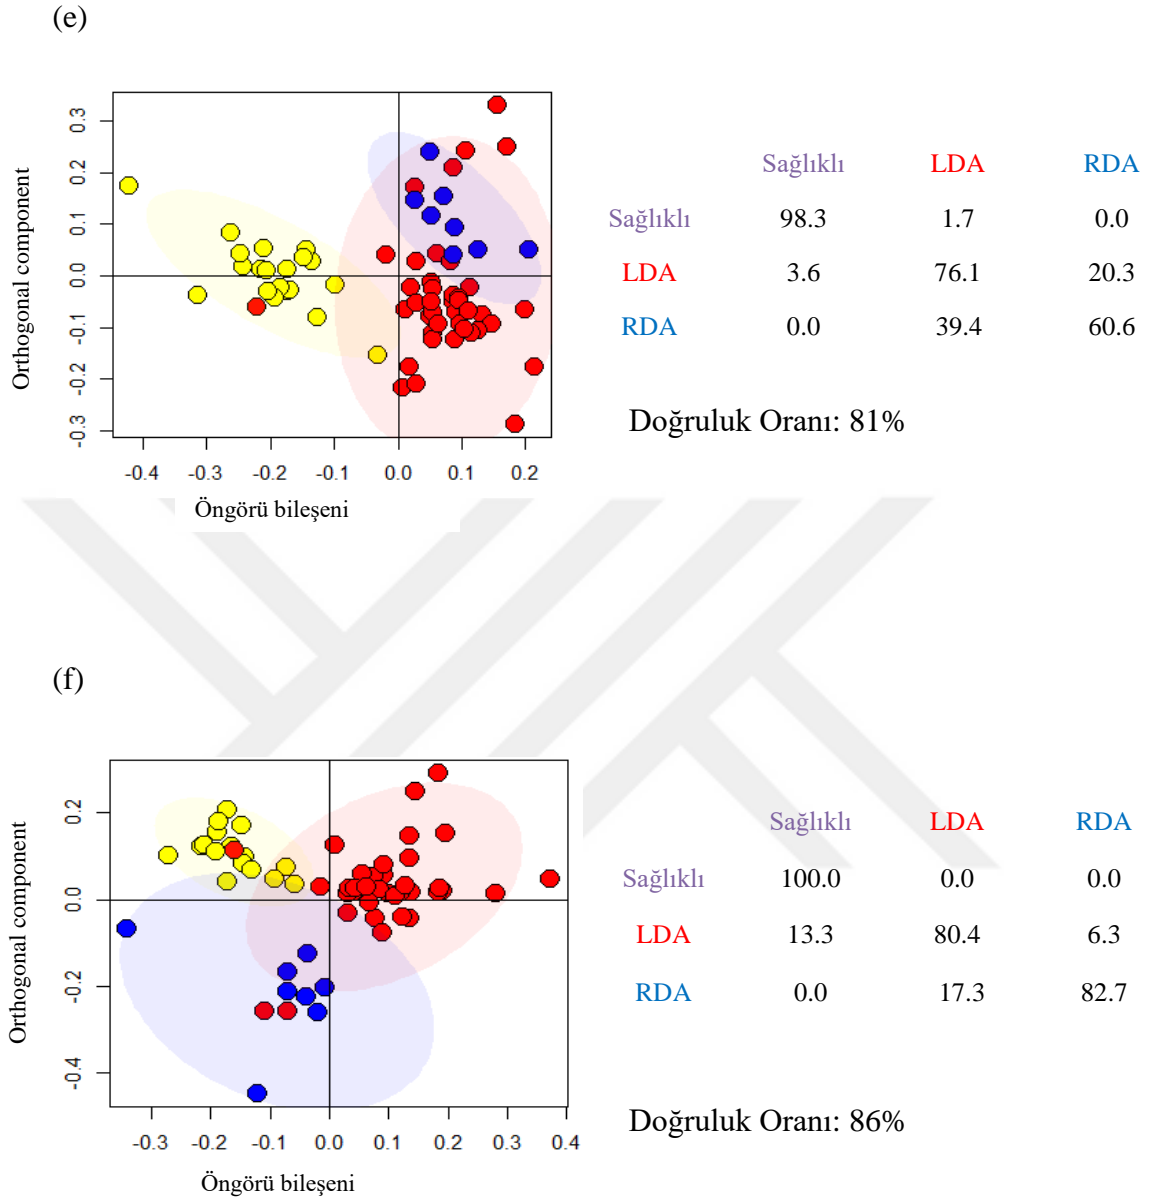 (e)
Orthogonal component
0.3
0.2
0.1
0.0
-0.1
-0.2
-0.3
-0.4 -0.3 -0.2 -0.1 0.0 0.1 0.2
Öngörü bileşeni
Sağlıklı LDA RDA
Sağlıklı 98.3 1.7 0.0
LDA 3.6 76.1 20.3
RDA 0.0 39.4 60.6
Doğruluk Oranı: 81%
(f)
Orthogonal component
0.2
0.0
-0.2
-0.4
-0.3 -0.2 -0.1 0.0 0.1 0.2 0.3 0.4
Öngörü bileşeni
Sağlıklı LDA RDA
Sağlıklı 100.0 0.0 0.0
LDA 13.3 80.4 6.3
RDA 0.0 17.3 82.7
Doğruluk Oranı: 86%